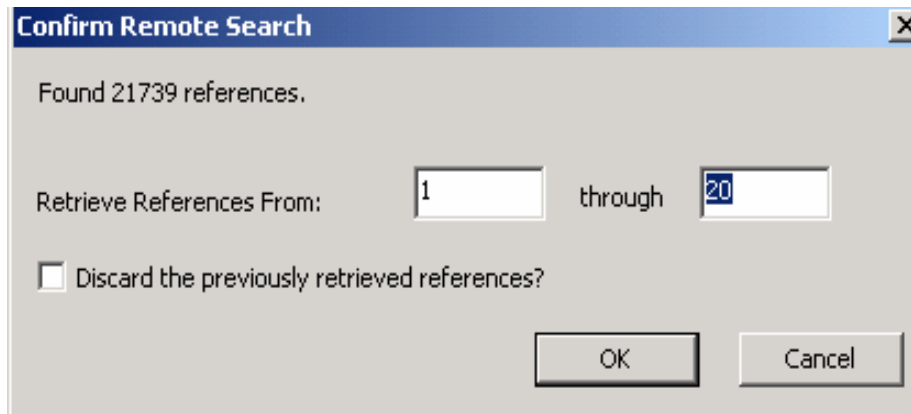 Confirm Remote Search
Found 21739 references.
Retrieve References From: 1 through 20
Discard the previously retrieved references?
OK Cancel